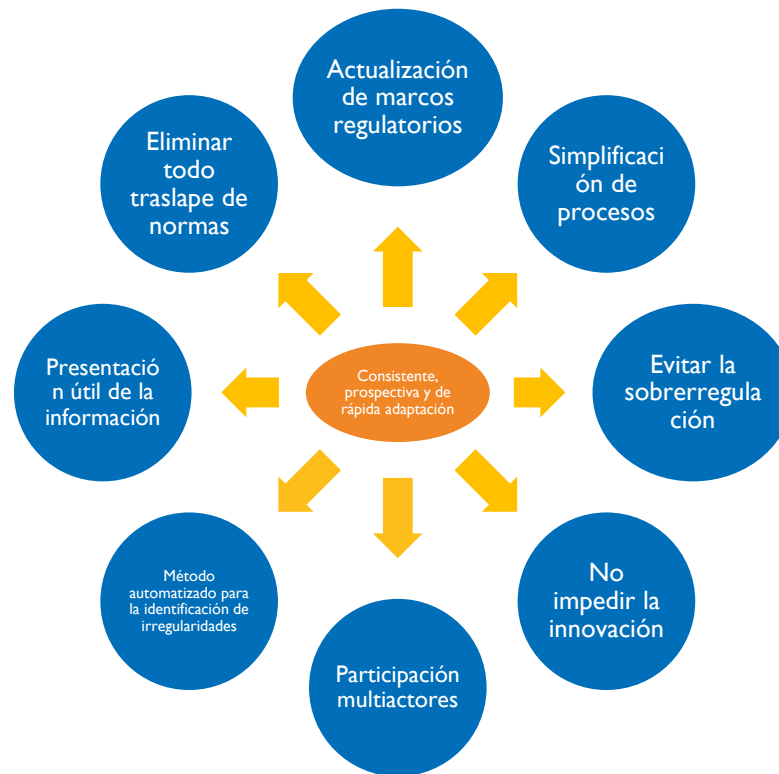 Actualización
de marcos
regulatorios
Simplificaci
ón de
procesos
Evitar la
sobrerregula
ción
No
impedir la
innovación
Participación
multiactores
Método
automatizado para
la identificación de
irregularidades
Presentació
n útil de la
información
Eliminar
todo
traslape de
normas
Consistente,
prospectiva y de
rápida adaptación